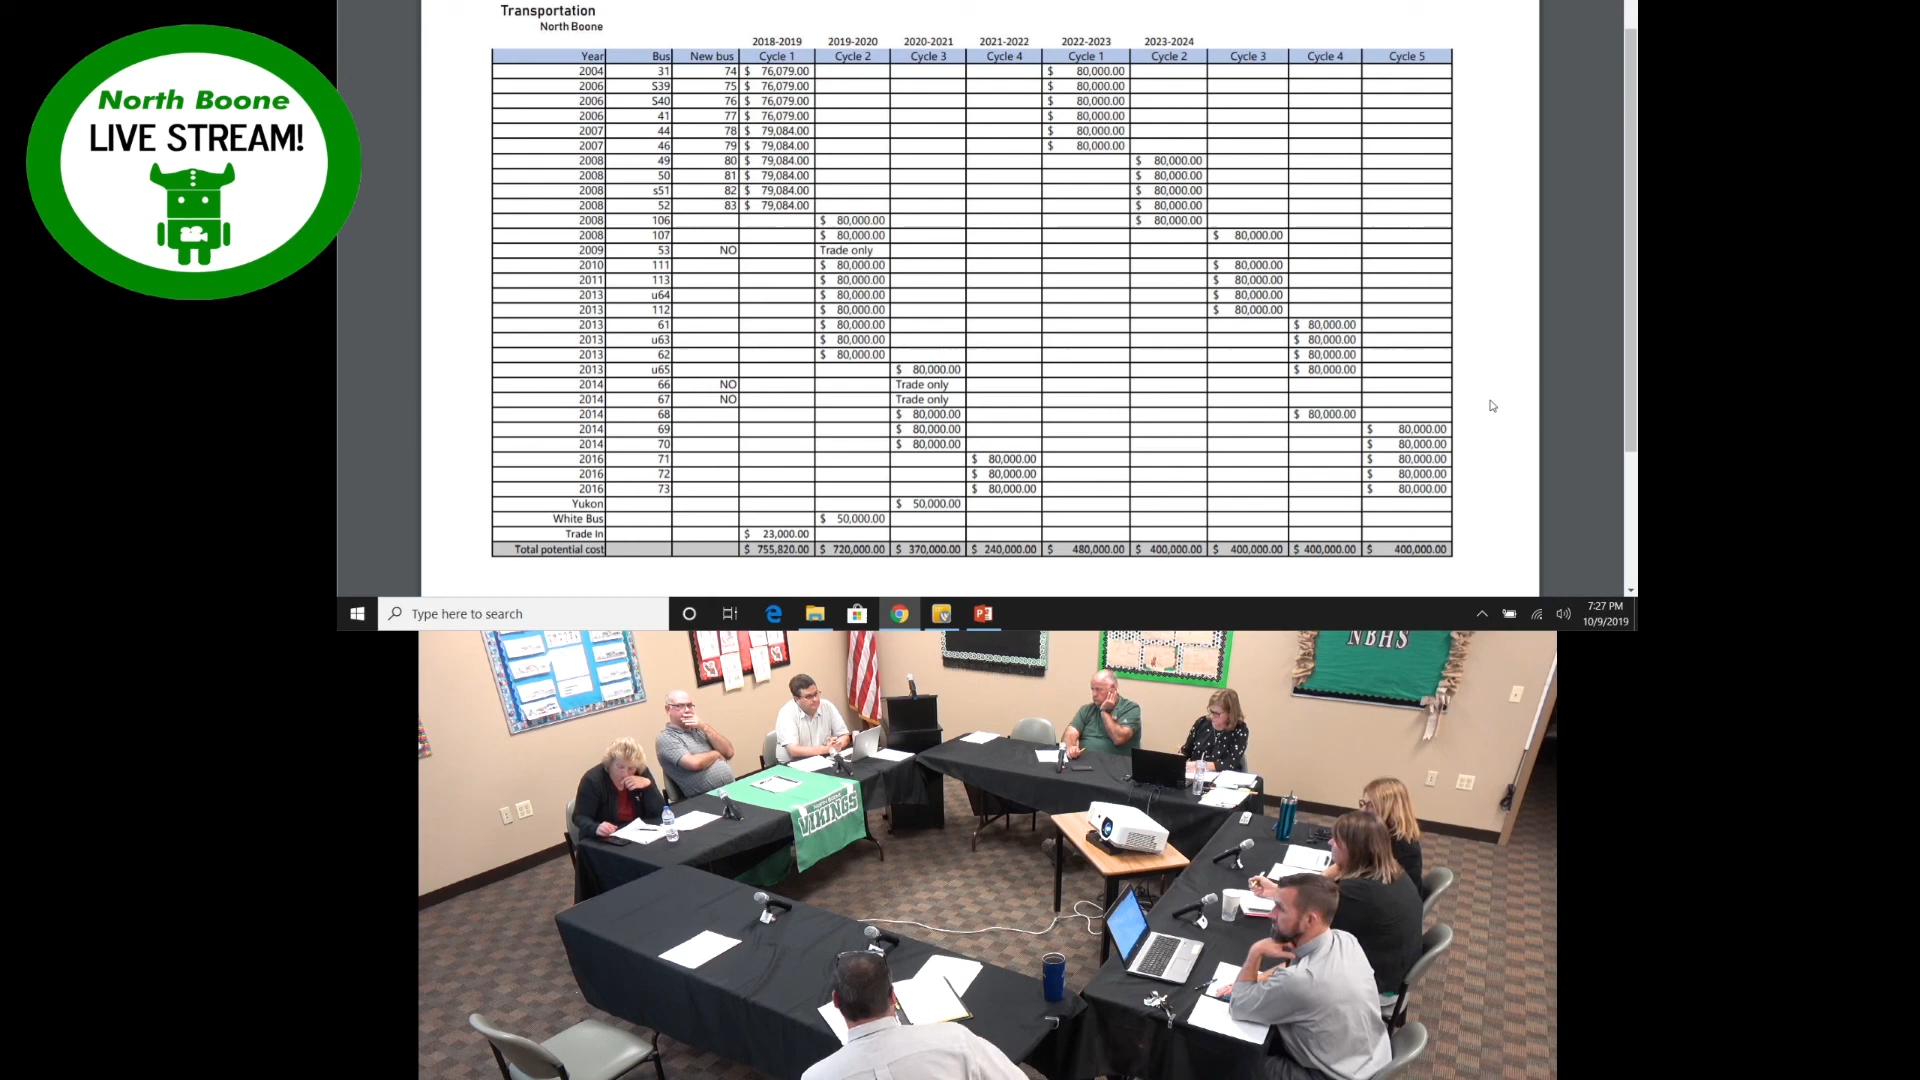 Transportation
North Boone
2018-2019 2019-2020 2020-2021 2021-2022 2022-2023 2023-2024
Year Bus New bus Cycle 1 Cycle 2 Cycle 3 Cycle 4 Cycle 1 Cycle 2 Cycle 3 Cycle 4 Cycle 5
2004 31 74 $ 76,079.00 $ 80,000.00
2006 S39 75 $ 76,079.00 $ 80,000.00
2006 S40 76 $ 76,079.00 $ 80,000.00
2006 41 77 $ 76,079.00 $ 80,000.00
2007 44 78 $ 79,084.00 $ 80,000.00
2007 46 79 $ 79,084.00 $ 80,000.00
2008 49 80 $ 79,084.00 $ 80,000.00
2008 50 81 $ 79,084.00 $ 80,000.00
2008 s51 82 $ 79,084.00 $ 80,000.00
2008 52 83 $ 79,084.00 $ 80,000.00
2008 106 $ 80,000.00 $ 80,000.00
2008 107 $ 80,000.00 $ 80,000.00
2009 53 NO Trade only
2010 111 $ 80,000.00 $ 80,000.00
2011 113 $ 80,000.00 $ 80,000.00
2013 u64 $ 80,000.00 $ 80,000.00
2013 112 $ 80,000.00 $ 80,000.00
2013 61 $ 80,000.00 $ 80,000.00
2013 u63 $ 80,000.00 $ 80,000.00
2013 62 $ 80,000.00 $ 80,000.00
2013 u65 $ 80,000.00 $ 80,000.00
2014 66 NO Trade only
2014 67 NO Trade only
2014 68 $ 80,000.00 $ 80,000.00
2014 69 $ 80,000.00 $ 80,000.00
2014 70 $ 80,000.00 $ 80,000.00
2016 71 $ 80,000.00 $ 80,000.00
2016 72 $ 80,000.00 $ 80,000.00
2016 73 $ 80,000.00 $ 80,000.00
Yukon $ 50,000.00
White Bus $ 50,000.00
Trade In $ 23,000.00
Total potential cost $ 755,820.00 $ 720,000.00 $ 370,000.00 $ 240,000.00 $ 480,000.00 $ 400,000.00 $ 400,000.00 $ 400,000.00 $ 400,000.00
North Boone
LIVE STREAM!
Type here to search
7:27 PM
10/9/2019
NBHS
VIKINGS